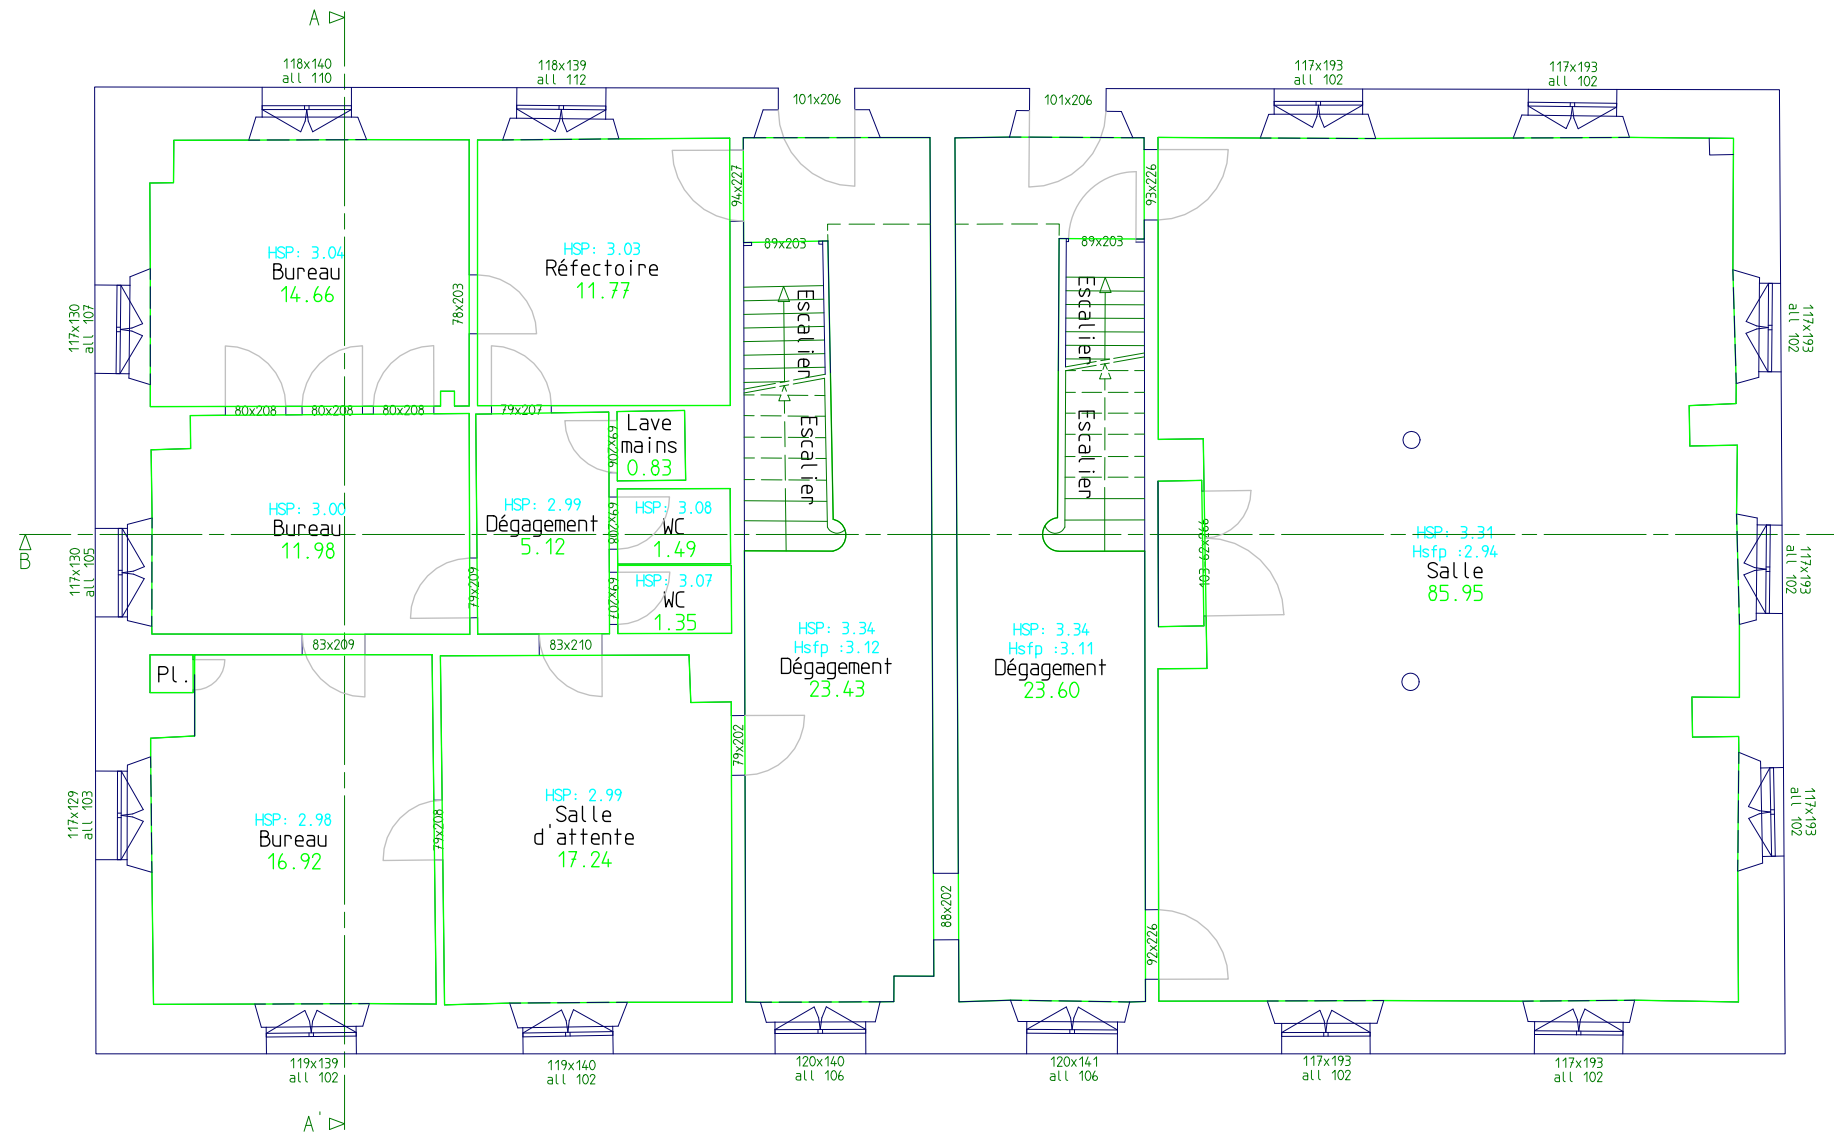 A
118x140
all 110
118x139
all 112
101x206
101x206
117x193
all 102
117x193
all 102
94x227
93x226
HSP: 3.04
Bureau
14.66
HSP: 3.03
Réfectoire
11.77
89x203
89x203
78x203
117x130
all 107
Escalier
Escalier
117x193
all 102
80x208
80x208
80x208
79x207
Lave
mains
0.83
69x206
Escalier
Escalier
HSP: 3.00
Bureau
11.98
HSP: 2.99
Dégagement
5.12
HSP: 3.08
WC
1.49
69x208
B
117x130
all 105
79x209
HSP: 3.07
WC
1.35
69x207
HSP: 3.31
Hsfp :2.94
Salle
85.95
117x193
all 102
83x209
83x210
HSP: 3.34
Hsfp :3.12
Dégagement
23.43
HSP: 3.34
Hsfp :3.11
Dégagement
23.60
Pl.
79x202
117x129
all 103
HSP: 2.98
Bureau
16.92
79x208
HSP: 2.99
Salle
d'attente
17.24
117x193
all 102
88x202
92x226
119x139
all 102
119x140
all 102
120x140
all 106
120x141
all 106
117x193
all 102
117x193
all 102
A'